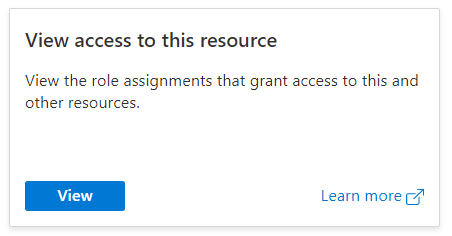 View access to this resource
View the role assignments that grant access to this and
other resources.
View
Learn more